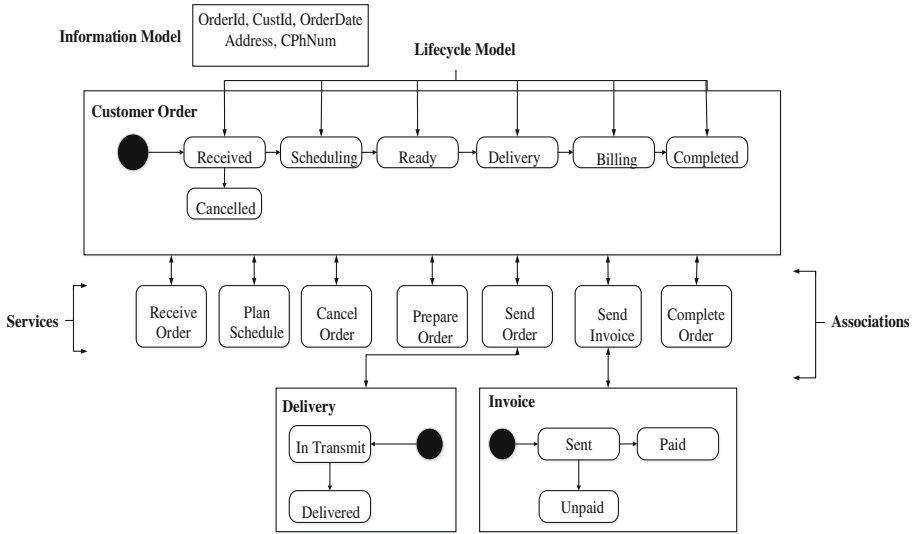 Information Model
OrderId, CustId, OrderDate
Address, CPhNum
Lifecycle Model
Customer Order
Received
Scheduling
Ready
Delivery
Billing
Completed
Cancelled
Services
Receive
Order
Plan
Schedule
Cancel
Order
Prepare
Order
Send
Order
Send
Invoice
Complete
Order
Associations
Delivery
In Transmit
Delivered
Invoice
Sent
Paid
Unpaid